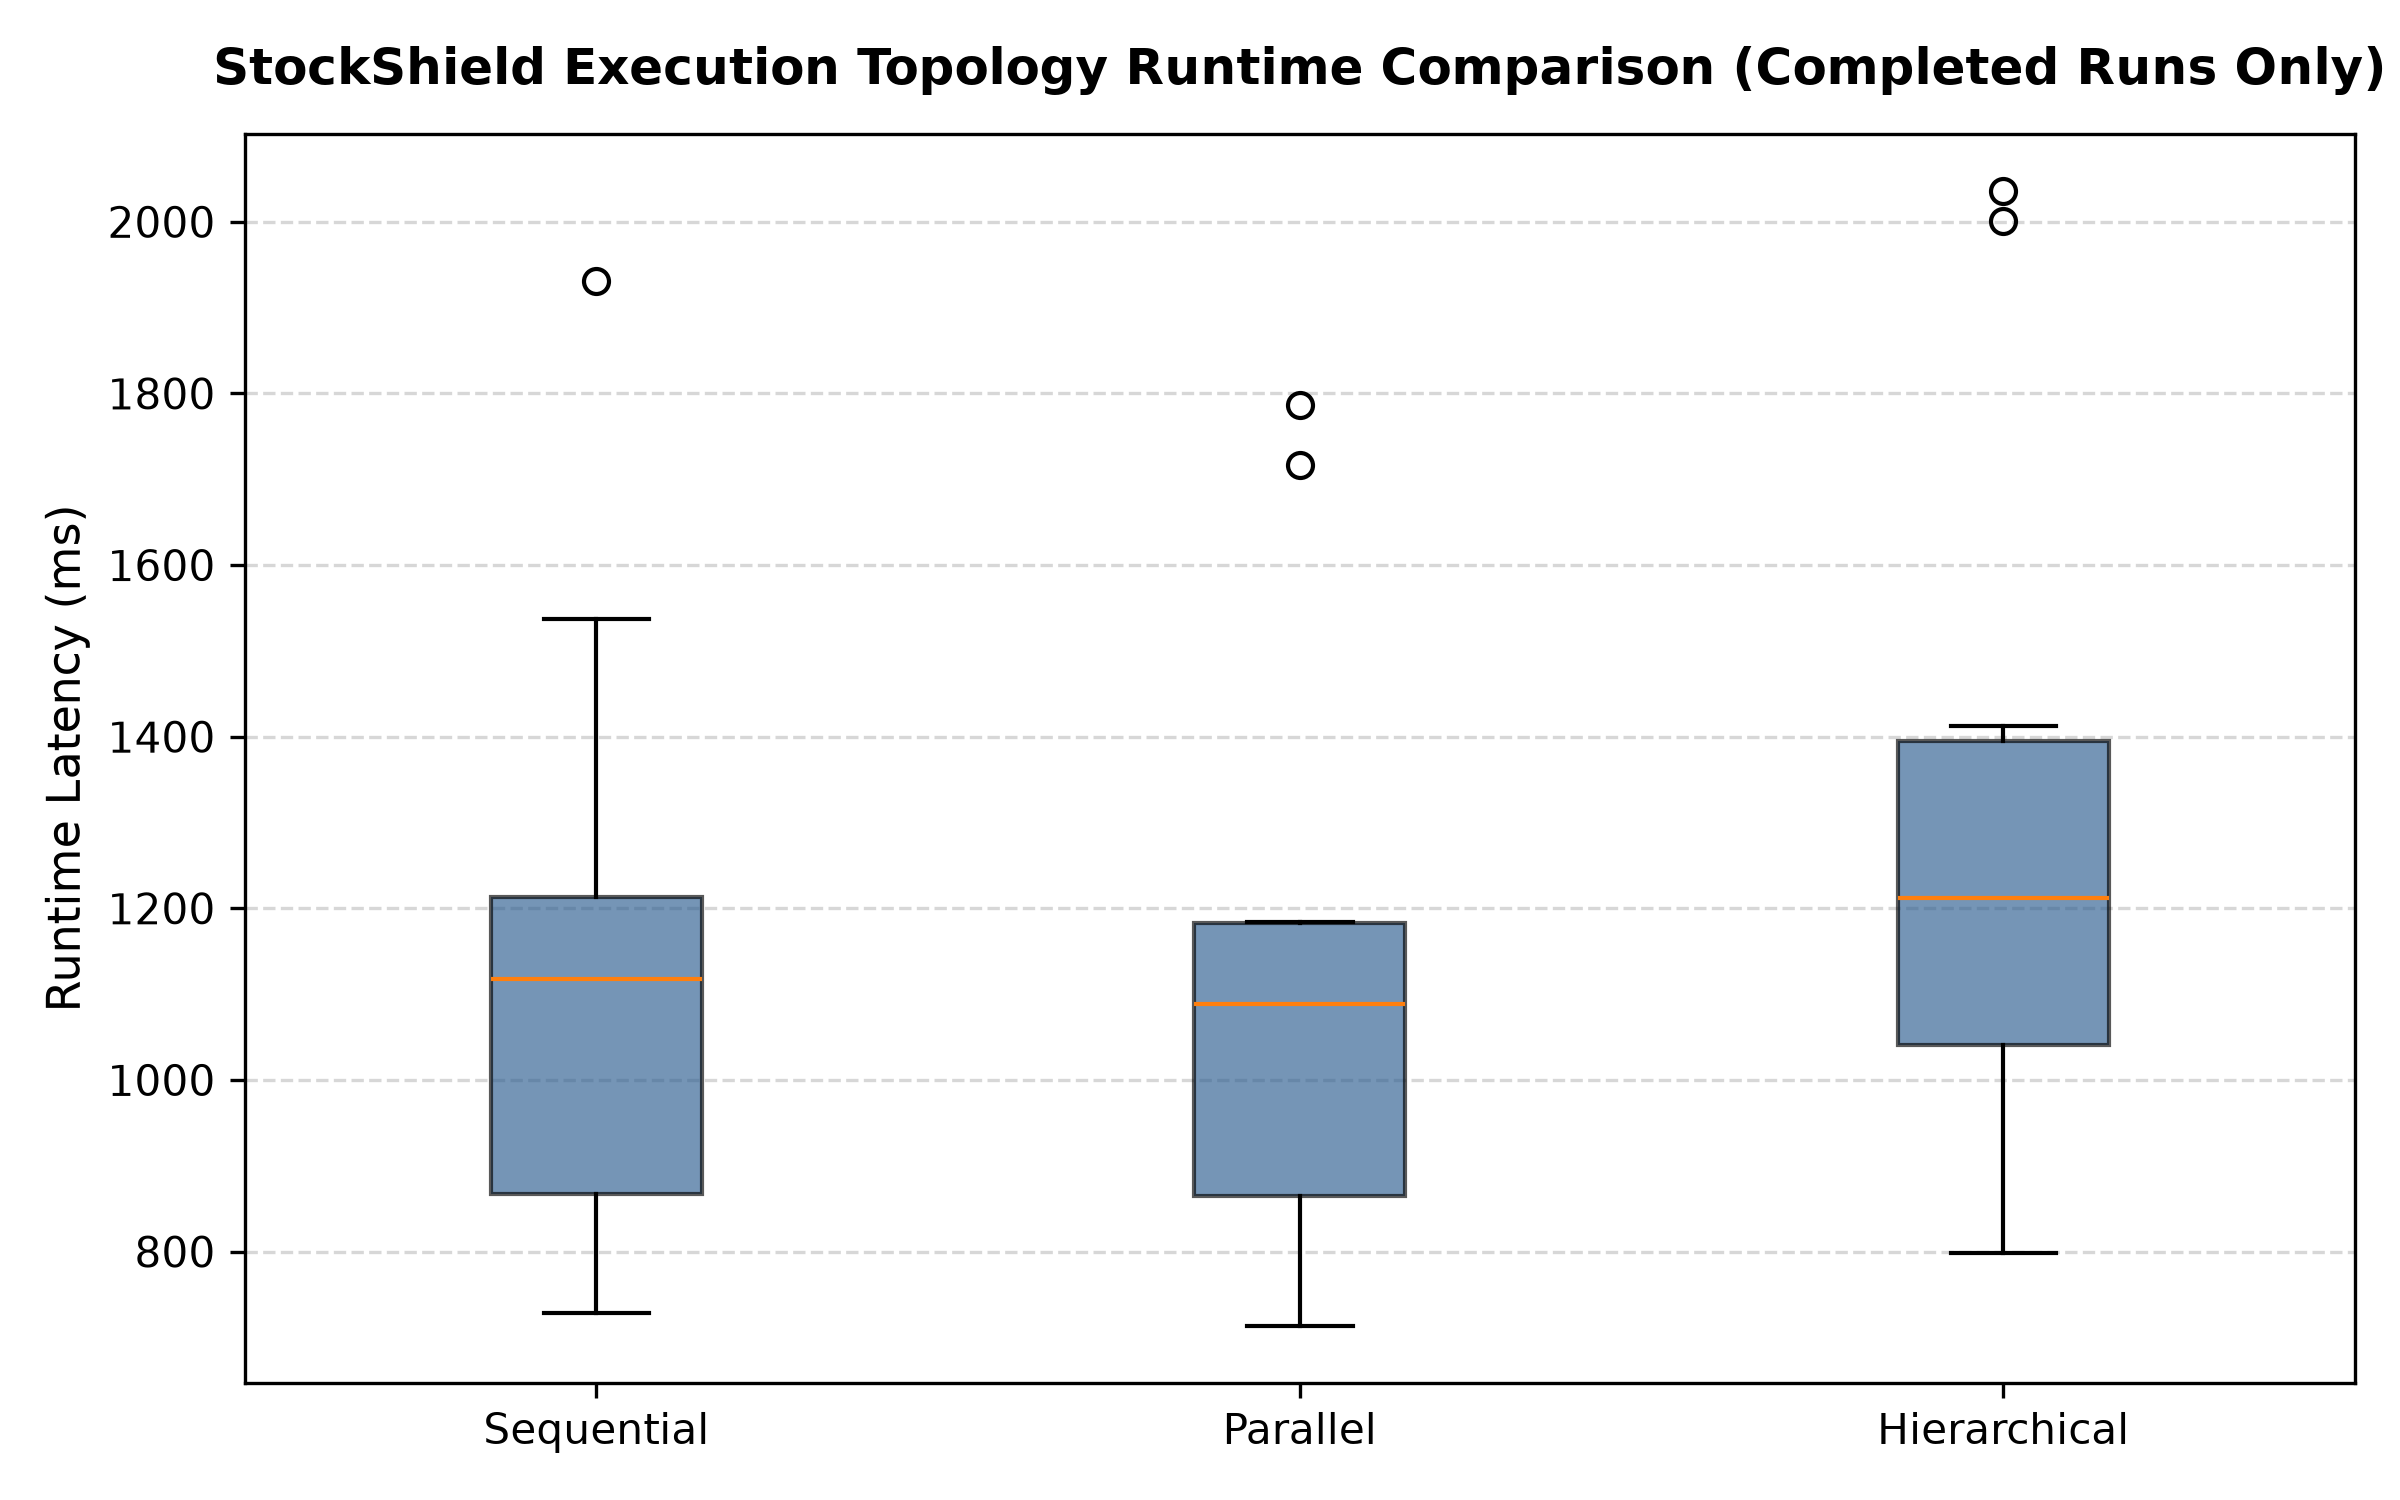 StockShield Execution Topology Runtime Comparison (Completed Runs Only)
Runtime Latency (ms)
2000
1800
1600
1400
1200
1000
800
Sequential Parallel Hierarchical